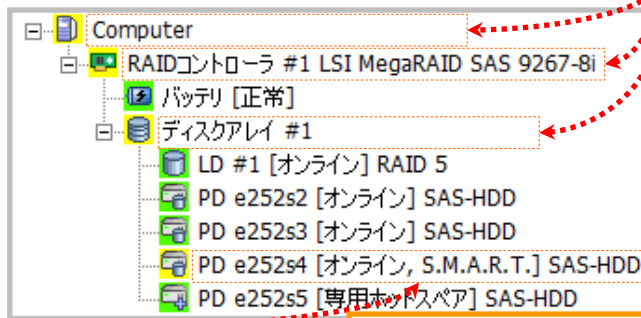 Computer
RAIDコントローラ #1 LSI MegaRAID SAS 9267-8i
バッテリ [正常]
ディスクアレイ #1
LD #1 [オンライン] RAID 5
PD e252s2 [オンライン] SAS-HDD
PD e252s3 [オンライン] SAS-HDD
PD e252s4 [オンライン, S.M.A.R.T.] SAS-HDD
PD e252s5 [専用ホットスペア] SAS-HDD